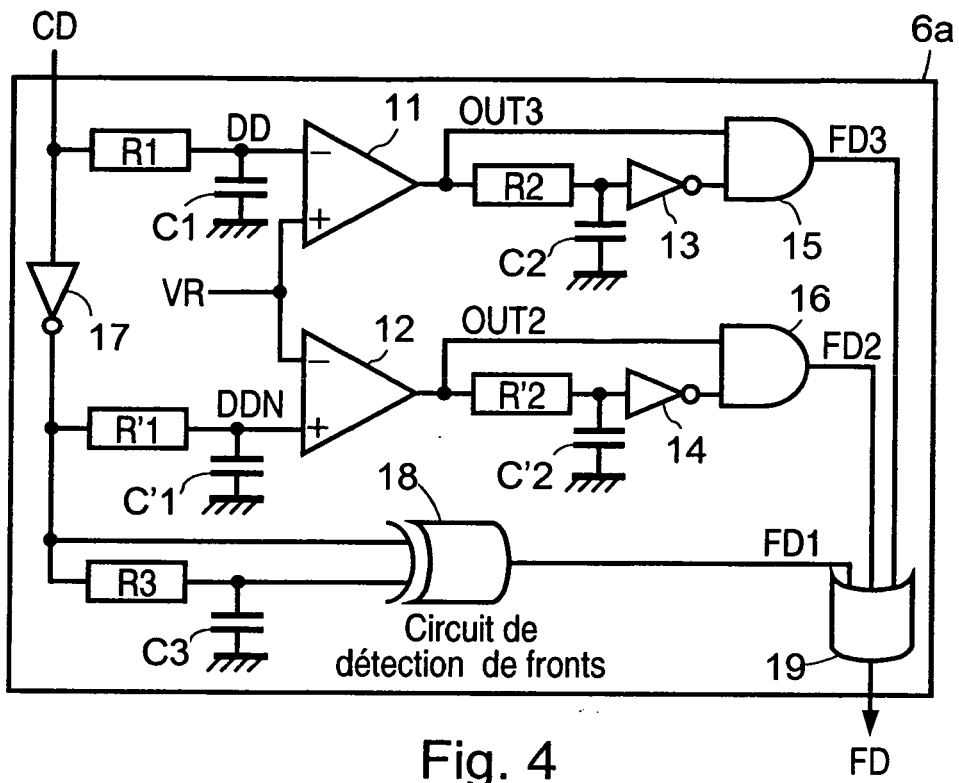 CD
6a
R1
DD
11
OUT3
FD3
C1
R2
13
15
C2
17
VR
12
OUT2
16
FD2
R'1
DDN
R'2
14
C'1
C'2
18
FD1
R3
C3
Circuit de
détection de fronts
19
FD
Fig. 4